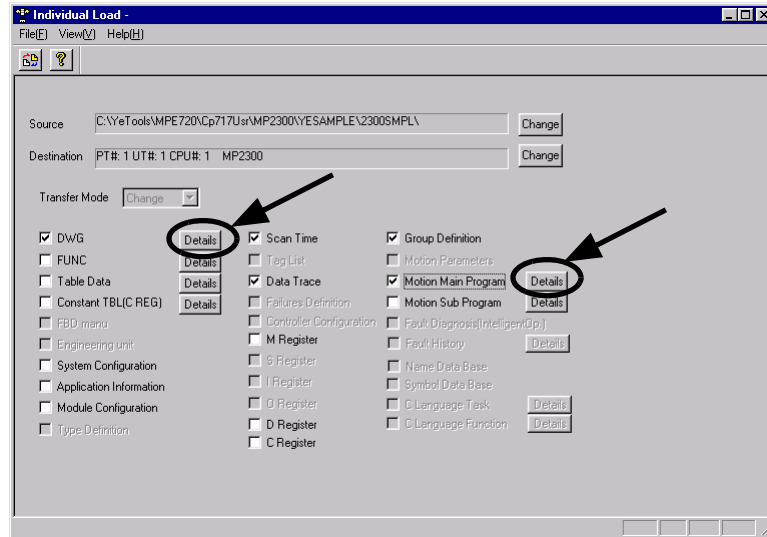 Individual Load -
File(F) View(V) Help(H)
Source C:\YeTools\MPE720\Cp717Usr\MP2300\YESAMPLE\2300SMPL\ Change
Destination PT#: 1 UT#: 1 CPU#: 1 MP2300 Change
Transfer Mode Change
DWG Details Scan Time Group Definition
FUNC Details Tag List Motion Parameters
Table Data Details Data Trace Motion Main Program Details
Constant TBL(C REG) Details Failures Definition Motion Sub Program Details
FBD manu Controller Configuration Fault Diagnosis(IntelligentOp.)
Engineering unit M Register Fault History Details
System Configuration S Register Name Data Base
Application Information I Register Symbol Data Base
Module Configuration O Register C Language Task Details
Type Definition D Register C Language Function Details
C Register